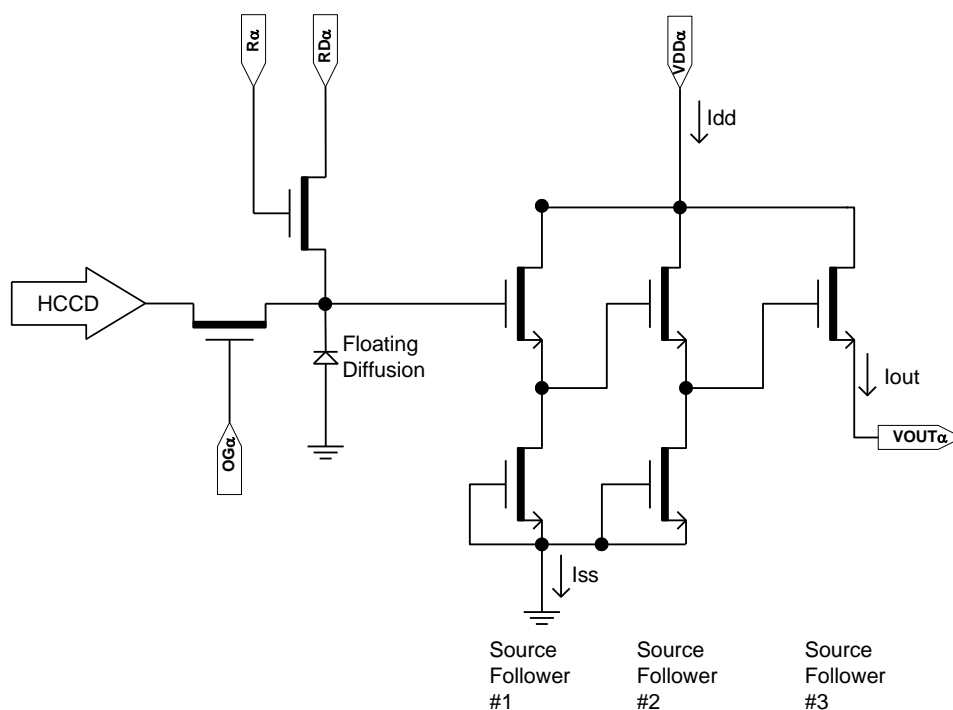 Rα
RDα
VDDα
Idd
HCCD
Floating
Diffusion
Iout
VOUTα
OGα
Iss
Source
Follower
#1
Source
Follower
#2
Source
Follower
#3